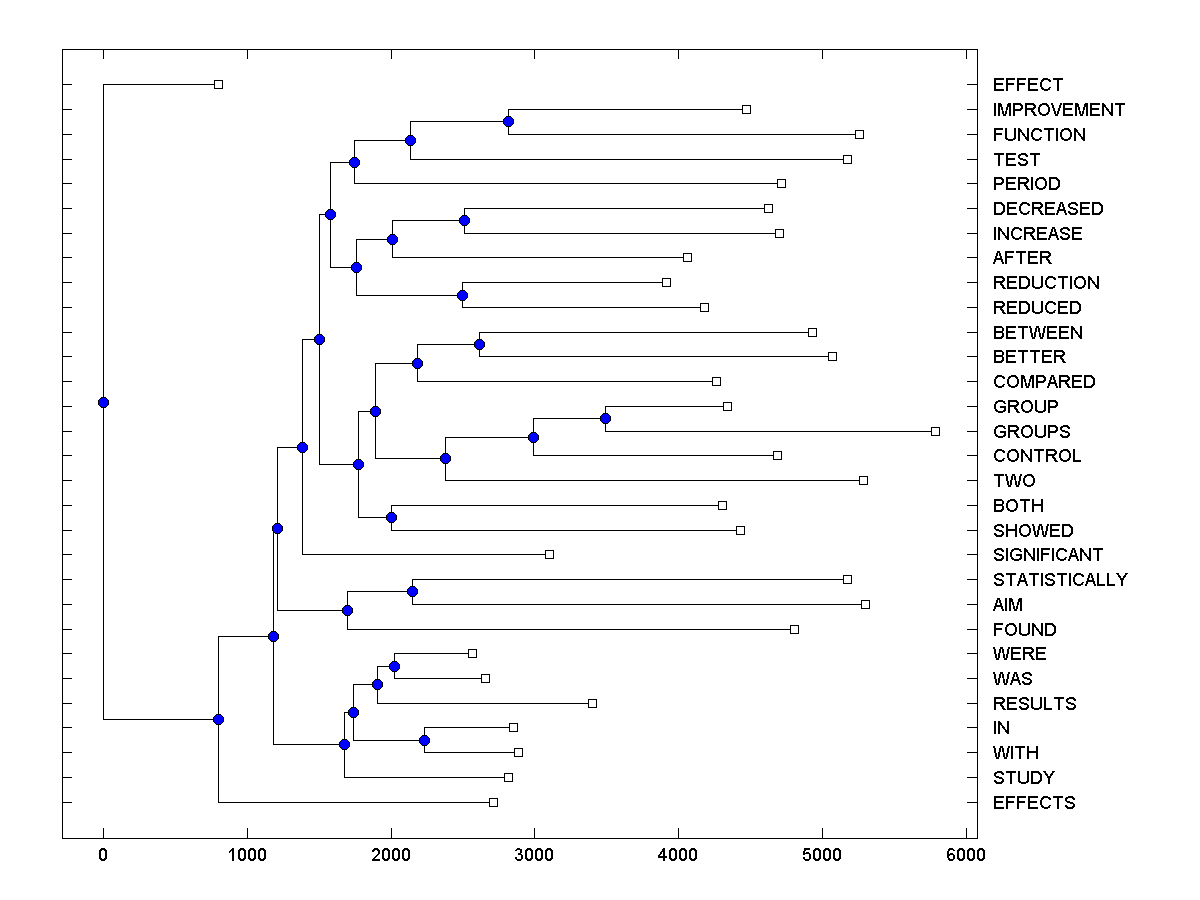 EFFECT
IMPROVEMENT
FUNCTION
TEST
PERIOD
DECREASED
INCREASE
AFTER
REDUCTION
REDUCED
BETWEEN
BETTER
COMPARED
GROUP
GROUPS
CONTROL
TWO
BOTH
SHOWED
SIGNIFICANT
STATISTICALLY
AIM
FOUND
WERE
WAS
RESULTS
IN
WITH
STUDY
EFFECTS
0 1000 2000 3000 4000 5000 6000